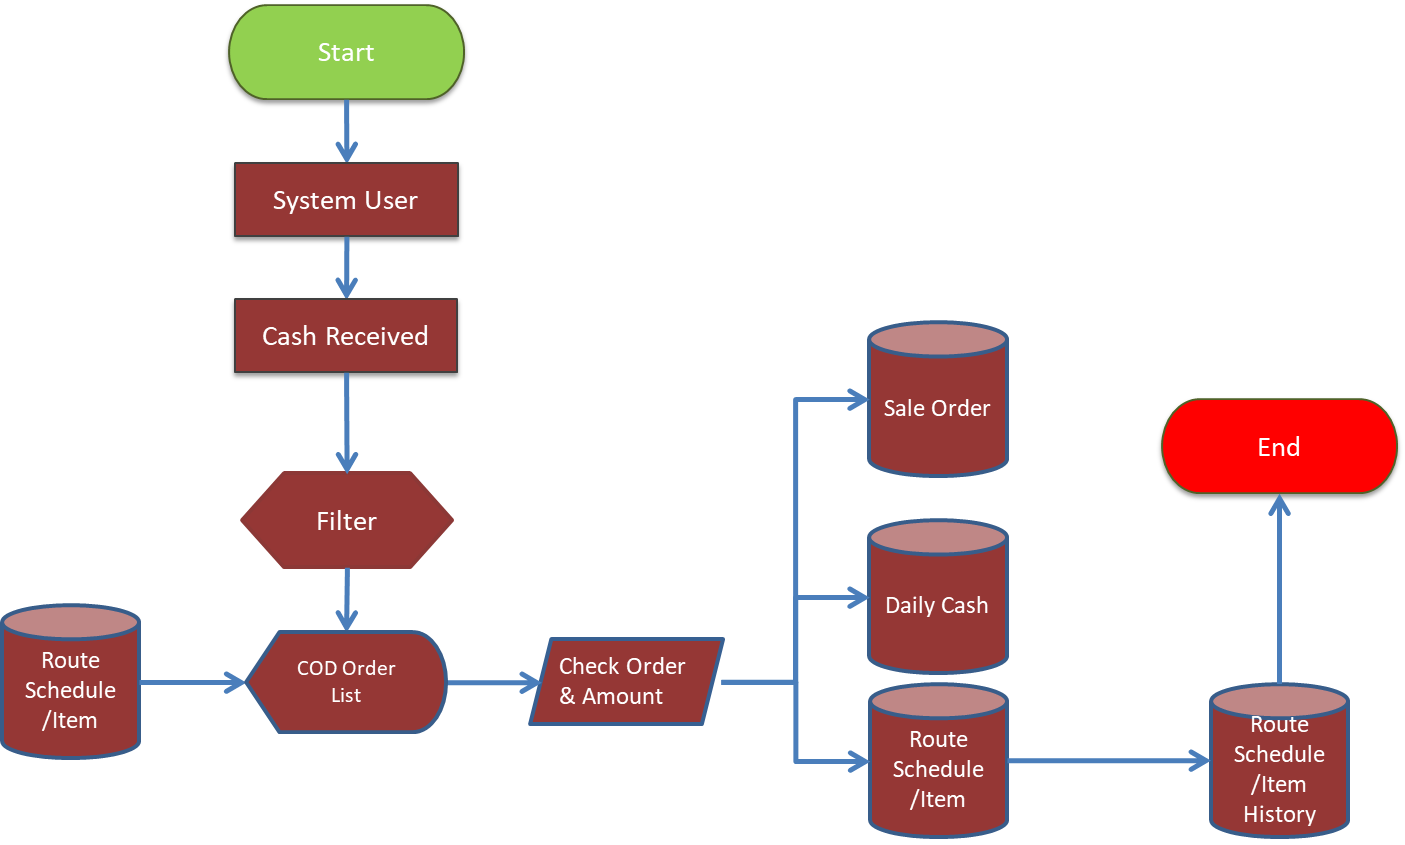 Start
System User
Cash Received
Filter
Route
Schedule
/Item
COD Order
List
Check Order
& Amount
Sale Order
Daily Cash
Route
Schedule
/Item
Route
Schedule
/Item
History
End